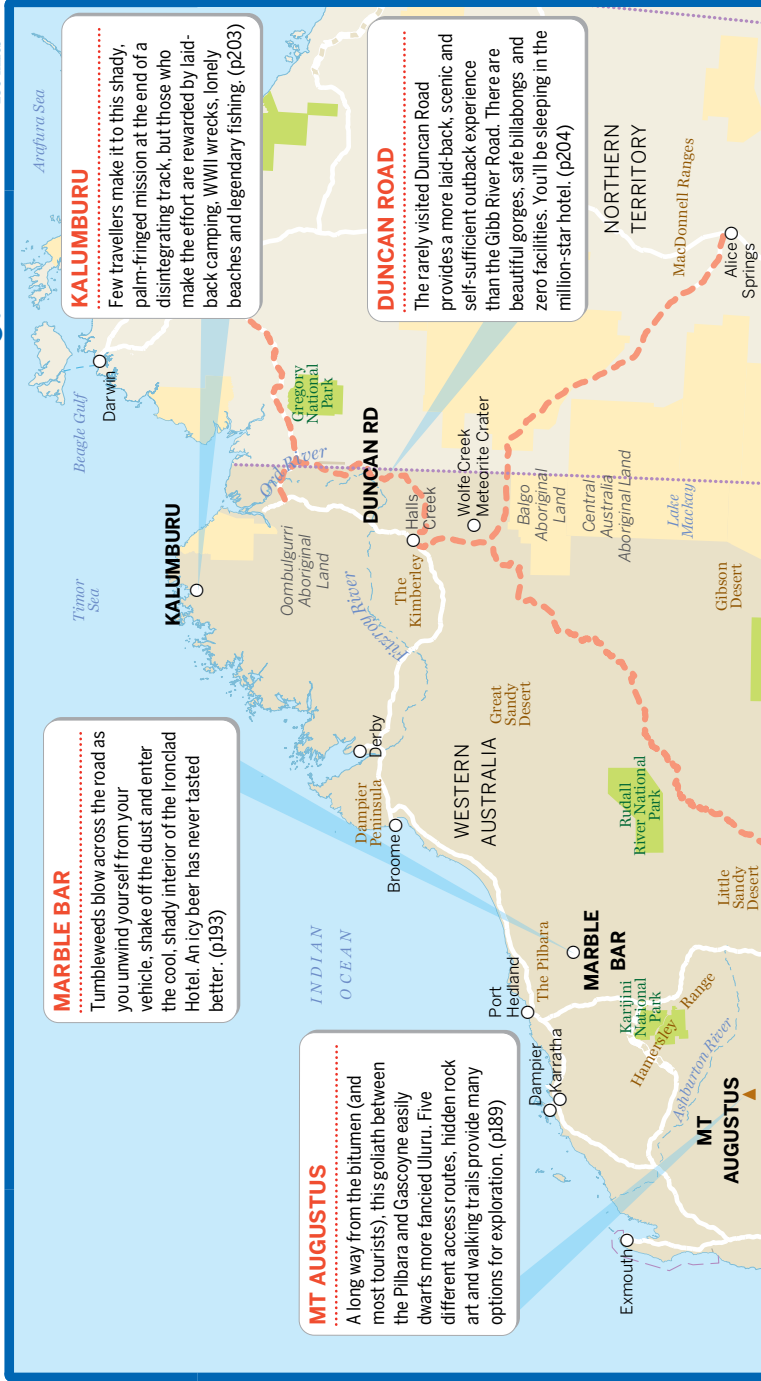 MT AUGUSTUS
A long way from the bitumen (and
most tourists), this goliath between
the Pilbara and Gascoyne easily
dwarfs more fancied Uluru. Five
different access routes, hidden rock
art and walking trails provide many
options for exploration. (p189)
MARBLE BAR
Tumbleweeds blow across the road as
you unwind yourself from your
vehicle, shake off the dust and enter
the cool, shady interior of the Ironclad
Hotel. An icy beer has never tasted
better. (p193)
KALUMBURU
Few travellers make it to this shady,
palm-fringed mission at the end of a
disintegrating track, but those who
make the effort are rewarded by laid-
back camping, WWII wrecks, lonely
beaches and legendary fishing. (p203)
DUNCAN ROAD
The rarely visited Duncan Road
provides a more laid-back, scenic and
self-sufficient outback experience
than the Gibb River Road. There are
beautiful gorges, safe billabongs and
zero facilities. You'll be sleeping in the
million-star hotel. (p204)
Arafura Sea
Beagle Gulf
Darwin
Timor
Sea
KALUMBURU
Ord River
Gregory
National
Park
Oombulgurri
Aboriginal
Land
DUNCAN RD
Fitzroy River
The
Kimberley
Halls
Creek
Wolfe Creek
Meteorite Crater
Balgo
Aboriginal
Land
Central
Australia
Aboriginal Land
Lake
Mackay
NORTHERN
TERRITORY
MacDonnell Ranges
Alice
Springs
INDIAN
OCEAN
Derby
Dampier
Peninsula
Broome
WESTERN
AUSTRALIA
Great
Sandy
Desert
Gibson
Desert
Rudall
River National
Park
Little
Sandy
Desert
Port
Hedland
The Pilbara
MARBLE
BAR
Dampier
Karratha
Karijini
National
Park
Hamersley Range
Ashburton River
MT
AUGUSTUS
Exmouth